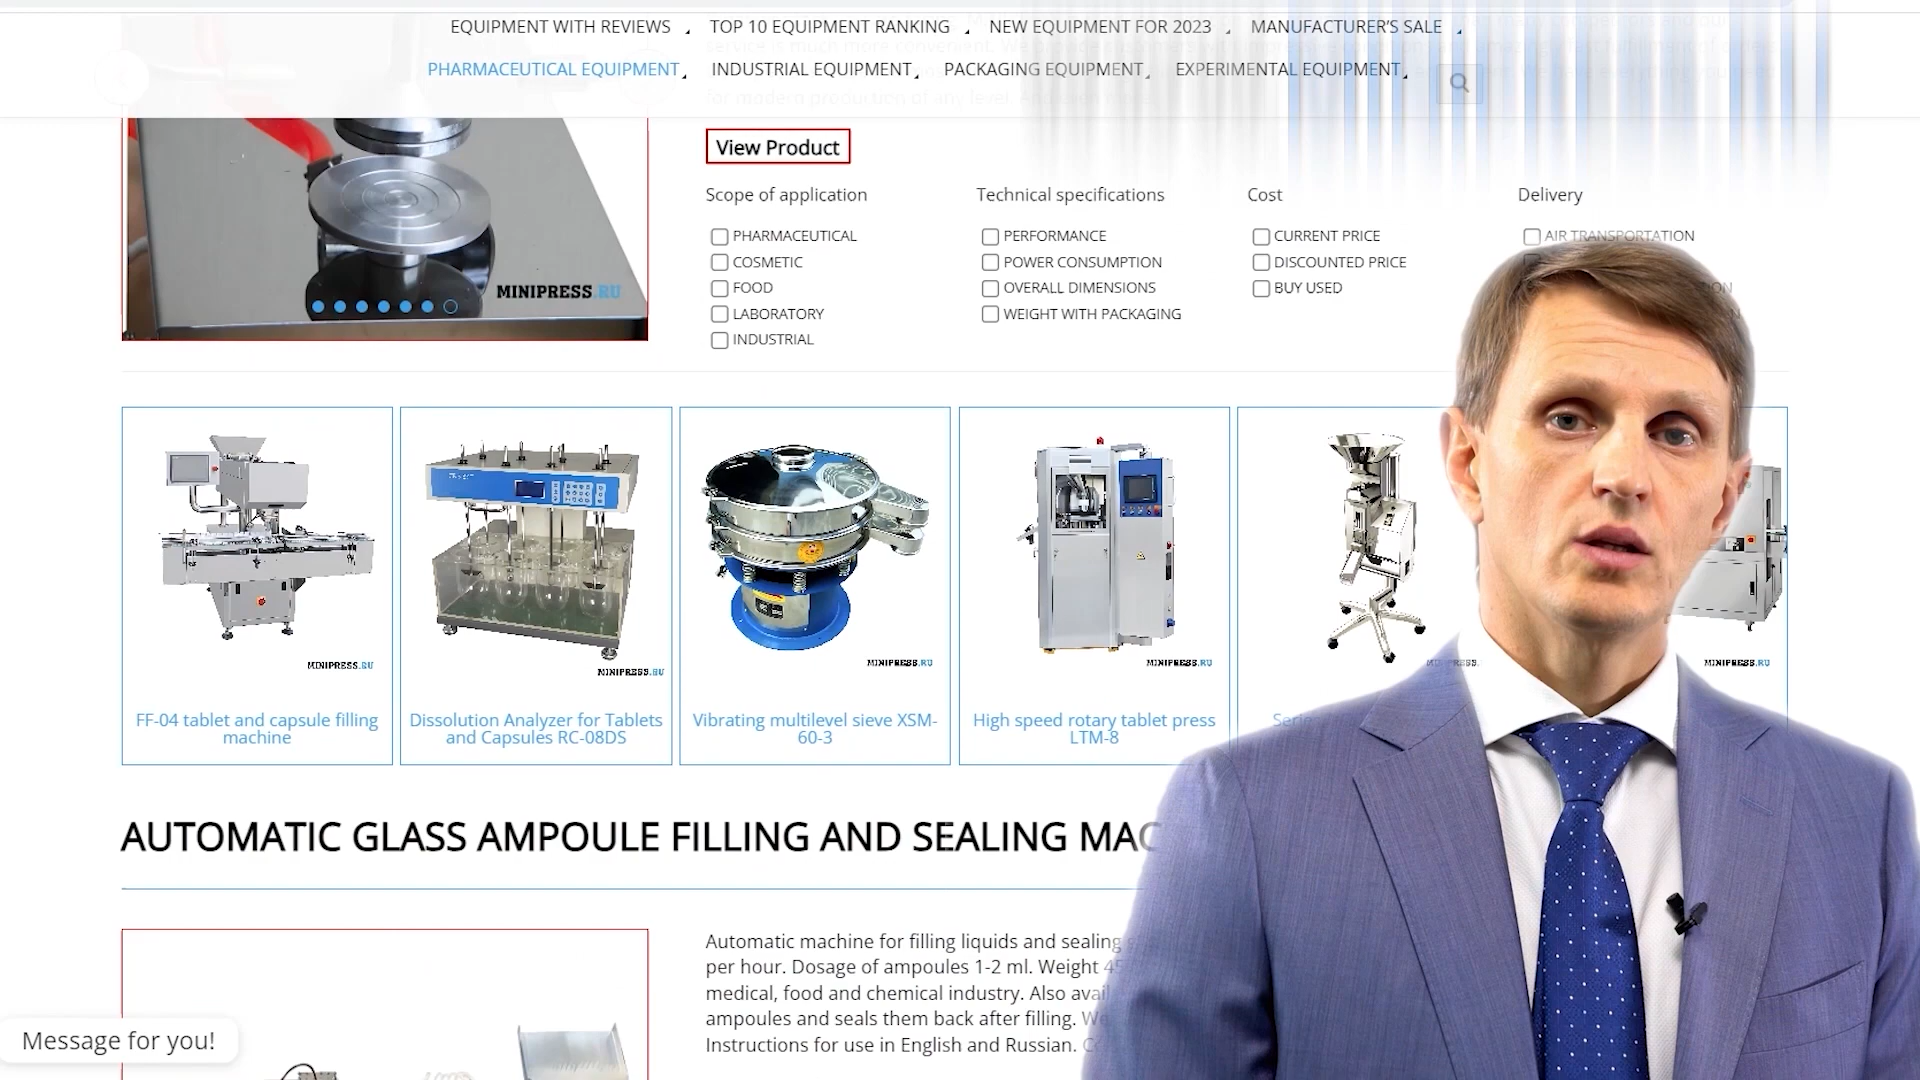 EQUIPMENT WITH REVIEWS TOP 10 EQUIPMENT RANKING NEW EQUIPMENT FOR 2023 MANUFACTURER'S SALE
PHARMACEUTICAL EQUIPMENT INDUSTRIAL EQUIPMENT PACKAGING EQUIPMENT EXPERIMENTAL EQUIPMENT
View Product
Scope of application
PHARMACEUTICAL
COSMETIC
FOOD
LABORATORY
INDUSTRIAL
Technical specifications
PERFORMANCE
POWER CONSUMPTION
OVERALL DIMENSIONS
WEIGHT WITH PACKAGING
Cost
CURRENT PRICE
DISCOUNTED PRICE
BUY USED
Delivery
AIR TRANSPORTATION
MINIPRESS.RU
MINIPRESS.RU
FF-04 tablet and capsule filling
machine
MINIPRESS.RU
Dissolution Analyzer for Tablets
and Capsules RC-08DS
MINIPRESS.RU
Vibrating multilevel sieve XSM-
60-3
MINIPRESS.RU
High speed rotary tablet press
LTM-8
MINIPRESS.RU
AUTOMATIC GLASS AMPOULE FILLING AND SEALING MAC
Automatic machine for filling liquids and sealing
per hour. Dosage of ampoules 1-2 ml. Weight
medical, food and chemical industry. Also avai
ampoules and seals them back after filling. We
Instructions for use in English and Russian.
Message for you!